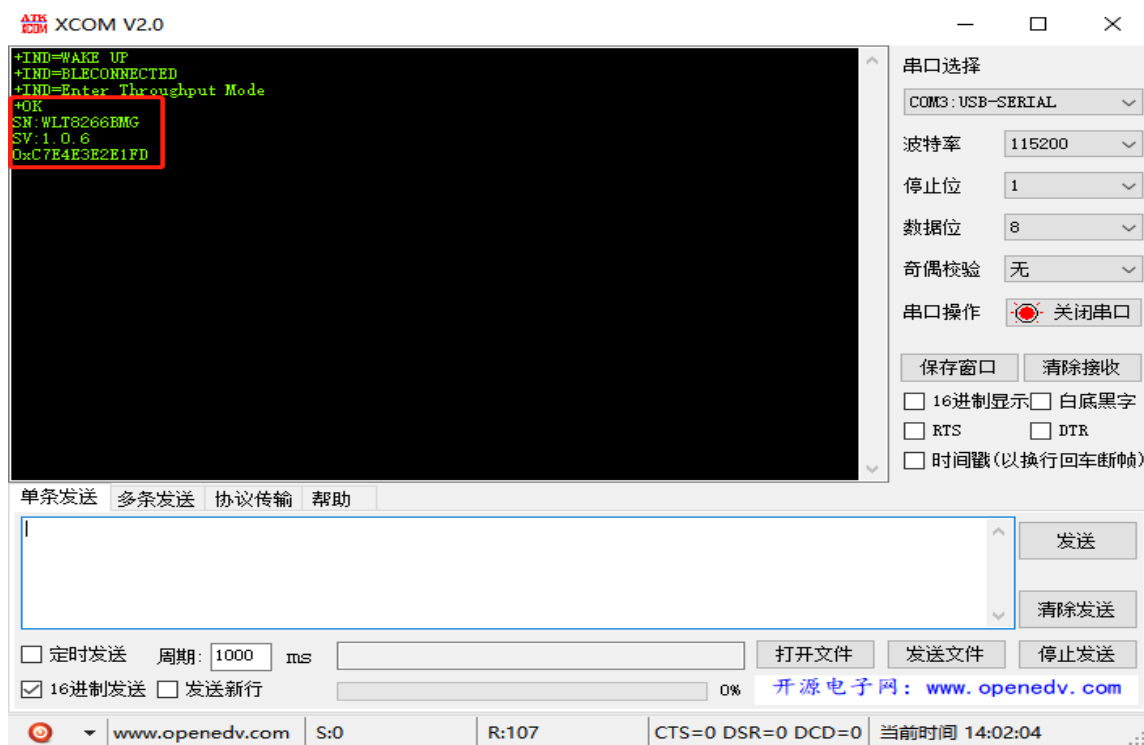 ATK XCOM XCOM V2.0
+IND=WAKE UP
+IND=BLECONNECTED
+IND=Enter Throughput Mode
+OK
SN:WLT8266BMG
SV:1.0.6
0xC7E4E3E2E1FD
串口选择
COM3:USB-SERIAL
波特率 115200
停止位 1
数据位 8
奇偶校验 无
串口操作 关闭串口
保存窗口 清除接收
16进制显示 白底黑字
RTS DTR
时间戳(以换行回车断帧)
单条发送 多条发送 协议传输 帮助
发送
清除发送
定时发送 周期: 1000 ms 打开文件 发送文件 停止发送
16进制发送 发送新行 0% 开源电子网：www.openedv.com
www.openedv.com S:0 R:107 CTS=0 DSR=0 DCD=0 当前时间 14:02:04